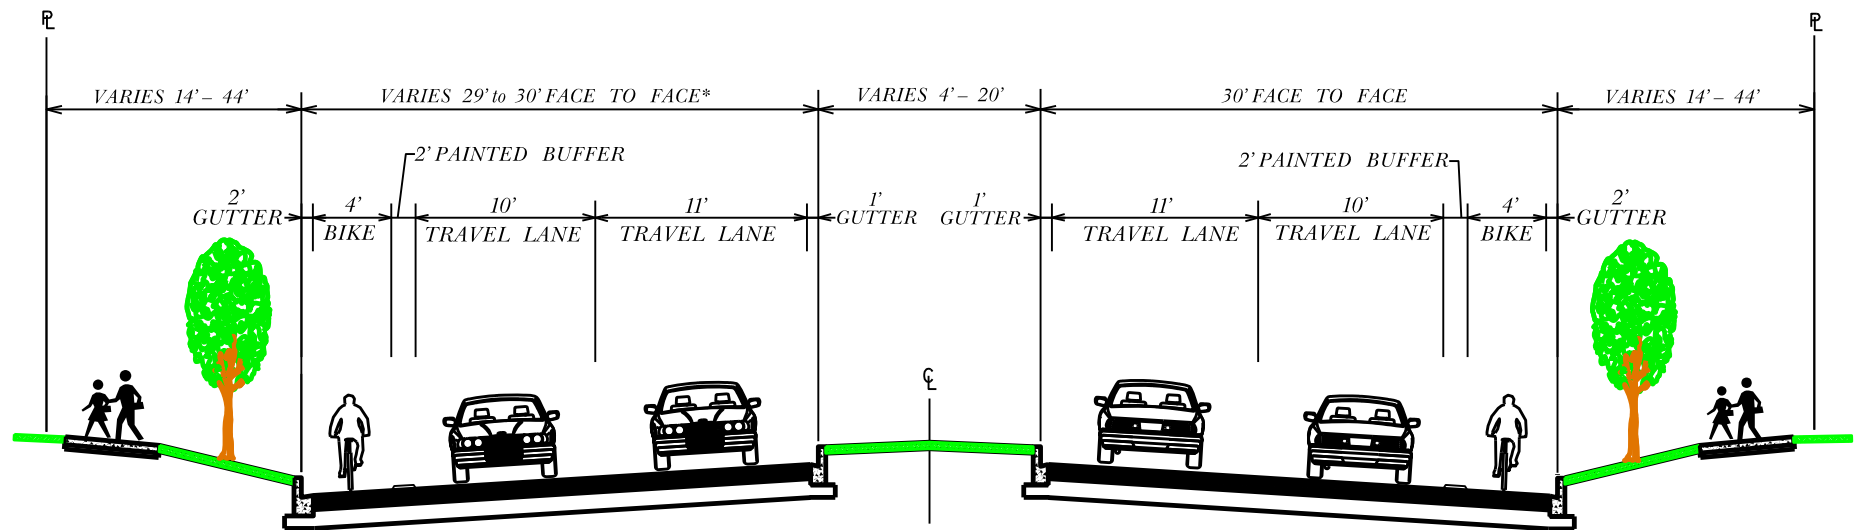 PL PL
VARIES 14' – 44' VARIES 29' to 30' FACE TO FACE* VARIES 4' – 20' 30' FACE TO FACE VARIES 14' – 44'
2' PAINTED BUFFER 2' PAINTED BUFFER
2' GUTTER 4' BIKE 10' TRAVEL LANE 11' TRAVEL LANE 1' GUTTER 1' GUTTER 11' TRAVEL LANE 10' TRAVEL LANE 4' BIKE 2' GUTTER
CL